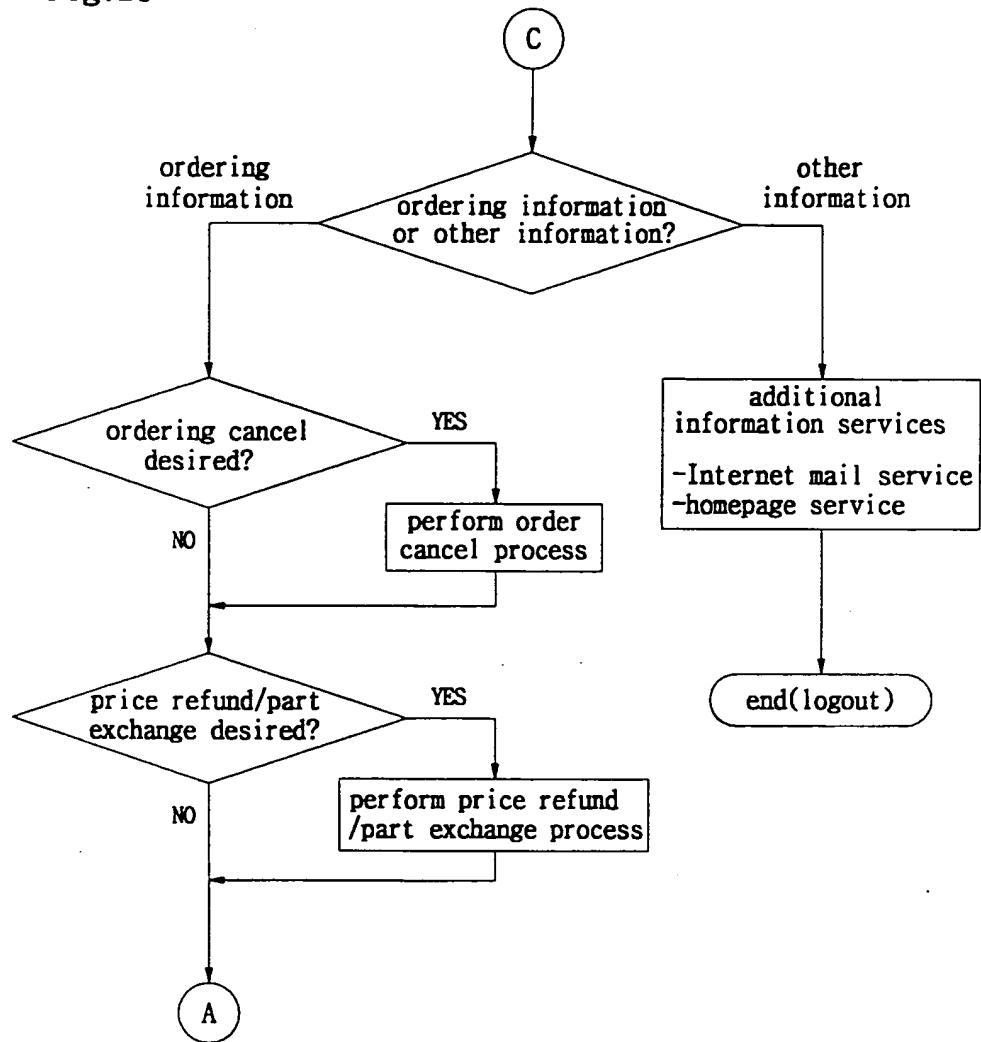 C
ordering
information
other
information
ordering information
or other information?
ordering cancel
desired?
YES
NO
perform order
cancel process
additional
information services
-Internet mail service
-homepage service
price refund/part
exchange desired?
YES
NO
perform price refund
/part exchange process
end(logout)
A